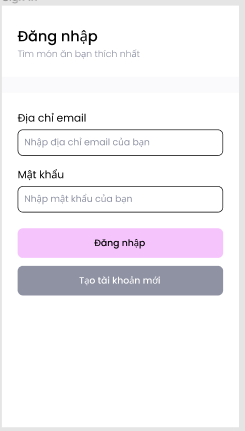 Đăng nhập
Tìm món ăn bạn thích nhất
Địa chỉ email
Nhập địa chỉ email của bạn
Mật khẩu
Nhập mật khẩu của bạn
Đăng nhập
Tạo tài khoản mới